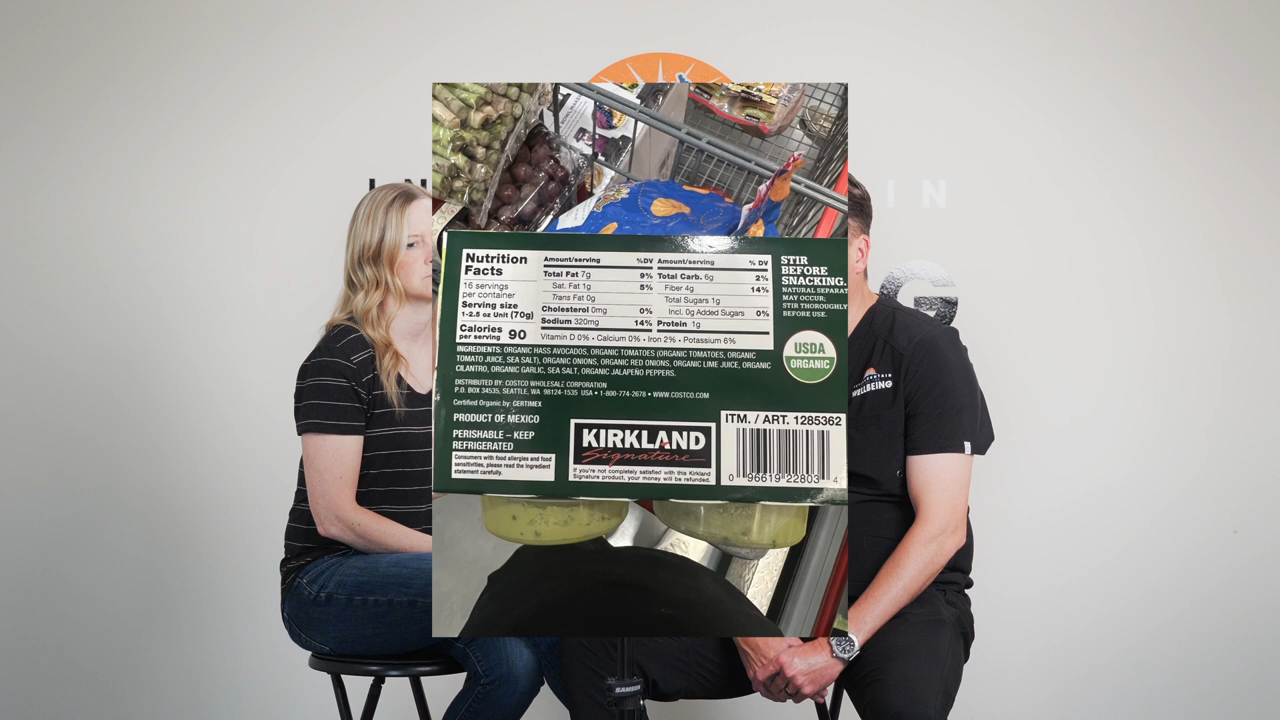 IN
IN
G
Nutrition Facts
16 servings per container
Serving size
1-2.5 oz Unit (70g)
Calories per serving 90
Amount/serving %DV
Total Fat 7g 9%
Sat. Fat 1g 5%
Trans Fat 0g
Cholesterol 0mg 0%
Sodium 320mg 14%
Amount/serving % DV
Total Carb. 6g 2%
Fiber 4g 14%
Total Sugars 1g
Incl. 0g Added Sugars 0%
Protein 1g
Vitamin D 0% • Calcium 0% • Iron 2% • Potassium 6%
STIR
BEFORE
SNACKING.
NATURAL SEPARAT
MAY OCCUR;
STIR THOROUGHLY
BEFORE USE.
USDA
ORGANIC
INGREDIENTS: ORGANIC HASS AVOCADOS, ORGANIC TOMATOES (ORGANIC TOMATOES, ORGANIC
TOMATO JUICE, SEA SALT), ORGANIC ONIONS, ORGANIC RED ONIONS, ORGANIC LIME JUICE, ORGANIC
CILANTRO, ORGANIC GARLIC, SEA SALT, ORGANIC JALAPEÑO PEPPERS.
DISTRIBUTED BY: COSTCO WHOLESALE CORPORATION
P.O. BOX 34535, SEATTLE, WA 98124-1535 USA • 1-800-774-2678 • WWW.COSTCO.COM
Certified Organic by: CERTIMEX
PRODUCT OF MEXICO
PERISHABLE – KEEP
REFRIGERATED
Consumers with food allergies and food
sensitivities, please read the ingredient
statement carefully.
KIRKLAND
Signature
If you're not completely satisfied with this Kirkland
Signature product, your money will be refunded.
ITM. / ART. 1285362
0 96619 22803 4
WELLBEING
SAMSON